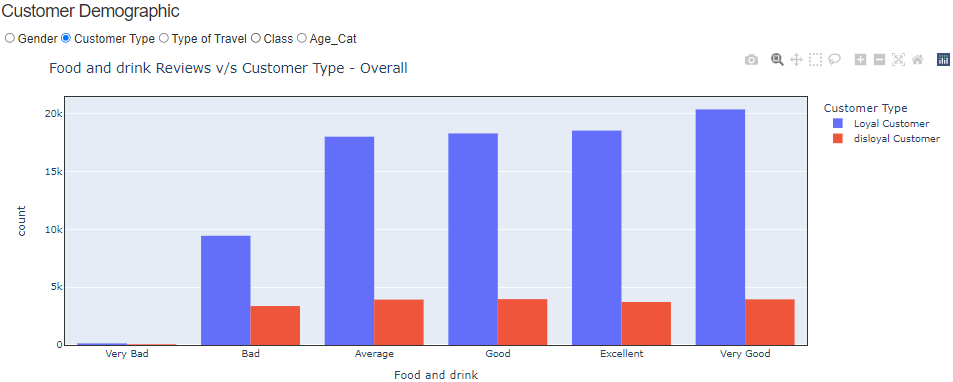 Customer Demographic
Gender Customer Type Type of Travel Class Age_Cat
Food and drink Reviews v/s Customer Type - Overall
Customer Type
Loyal Customer
disloyal Customer
20k
15k
10k
5k
0
count
Very Bad Bad Average Good Excellent Very Good
Food and drink